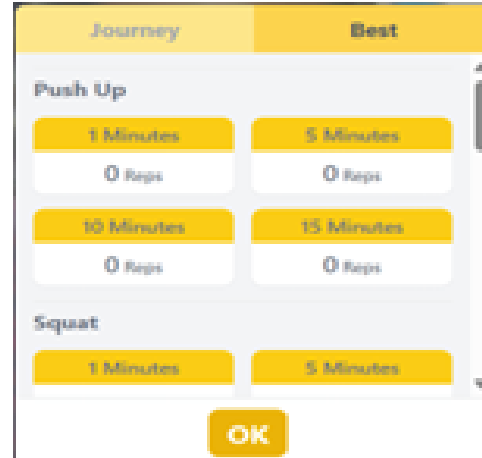 Journey Best
Push Up
1 Minutes 5 Minutes
0 Reps 0 Reps
10 Minutes 15 Minutes
0 Reps 0 Reps
Squat
1 Minutes 5 Minutes
OK